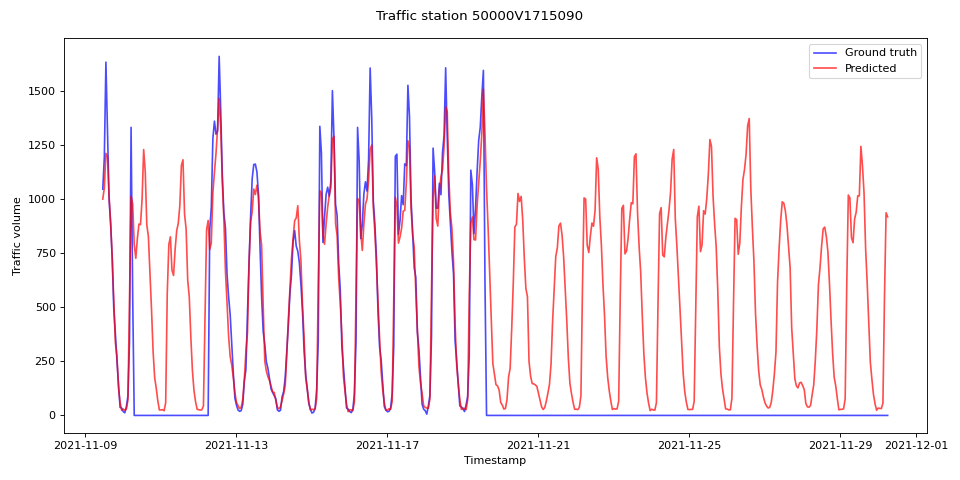 Traffic station 50000V1715090
Ground truth
Predicted
Traffic volume
1500
1250
1000
750
500
250
0
2021-11-09
2021-11-13
2021-11-17
2021-11-21
2021-11-25
2021-11-29
2021-12-01
Timestamp